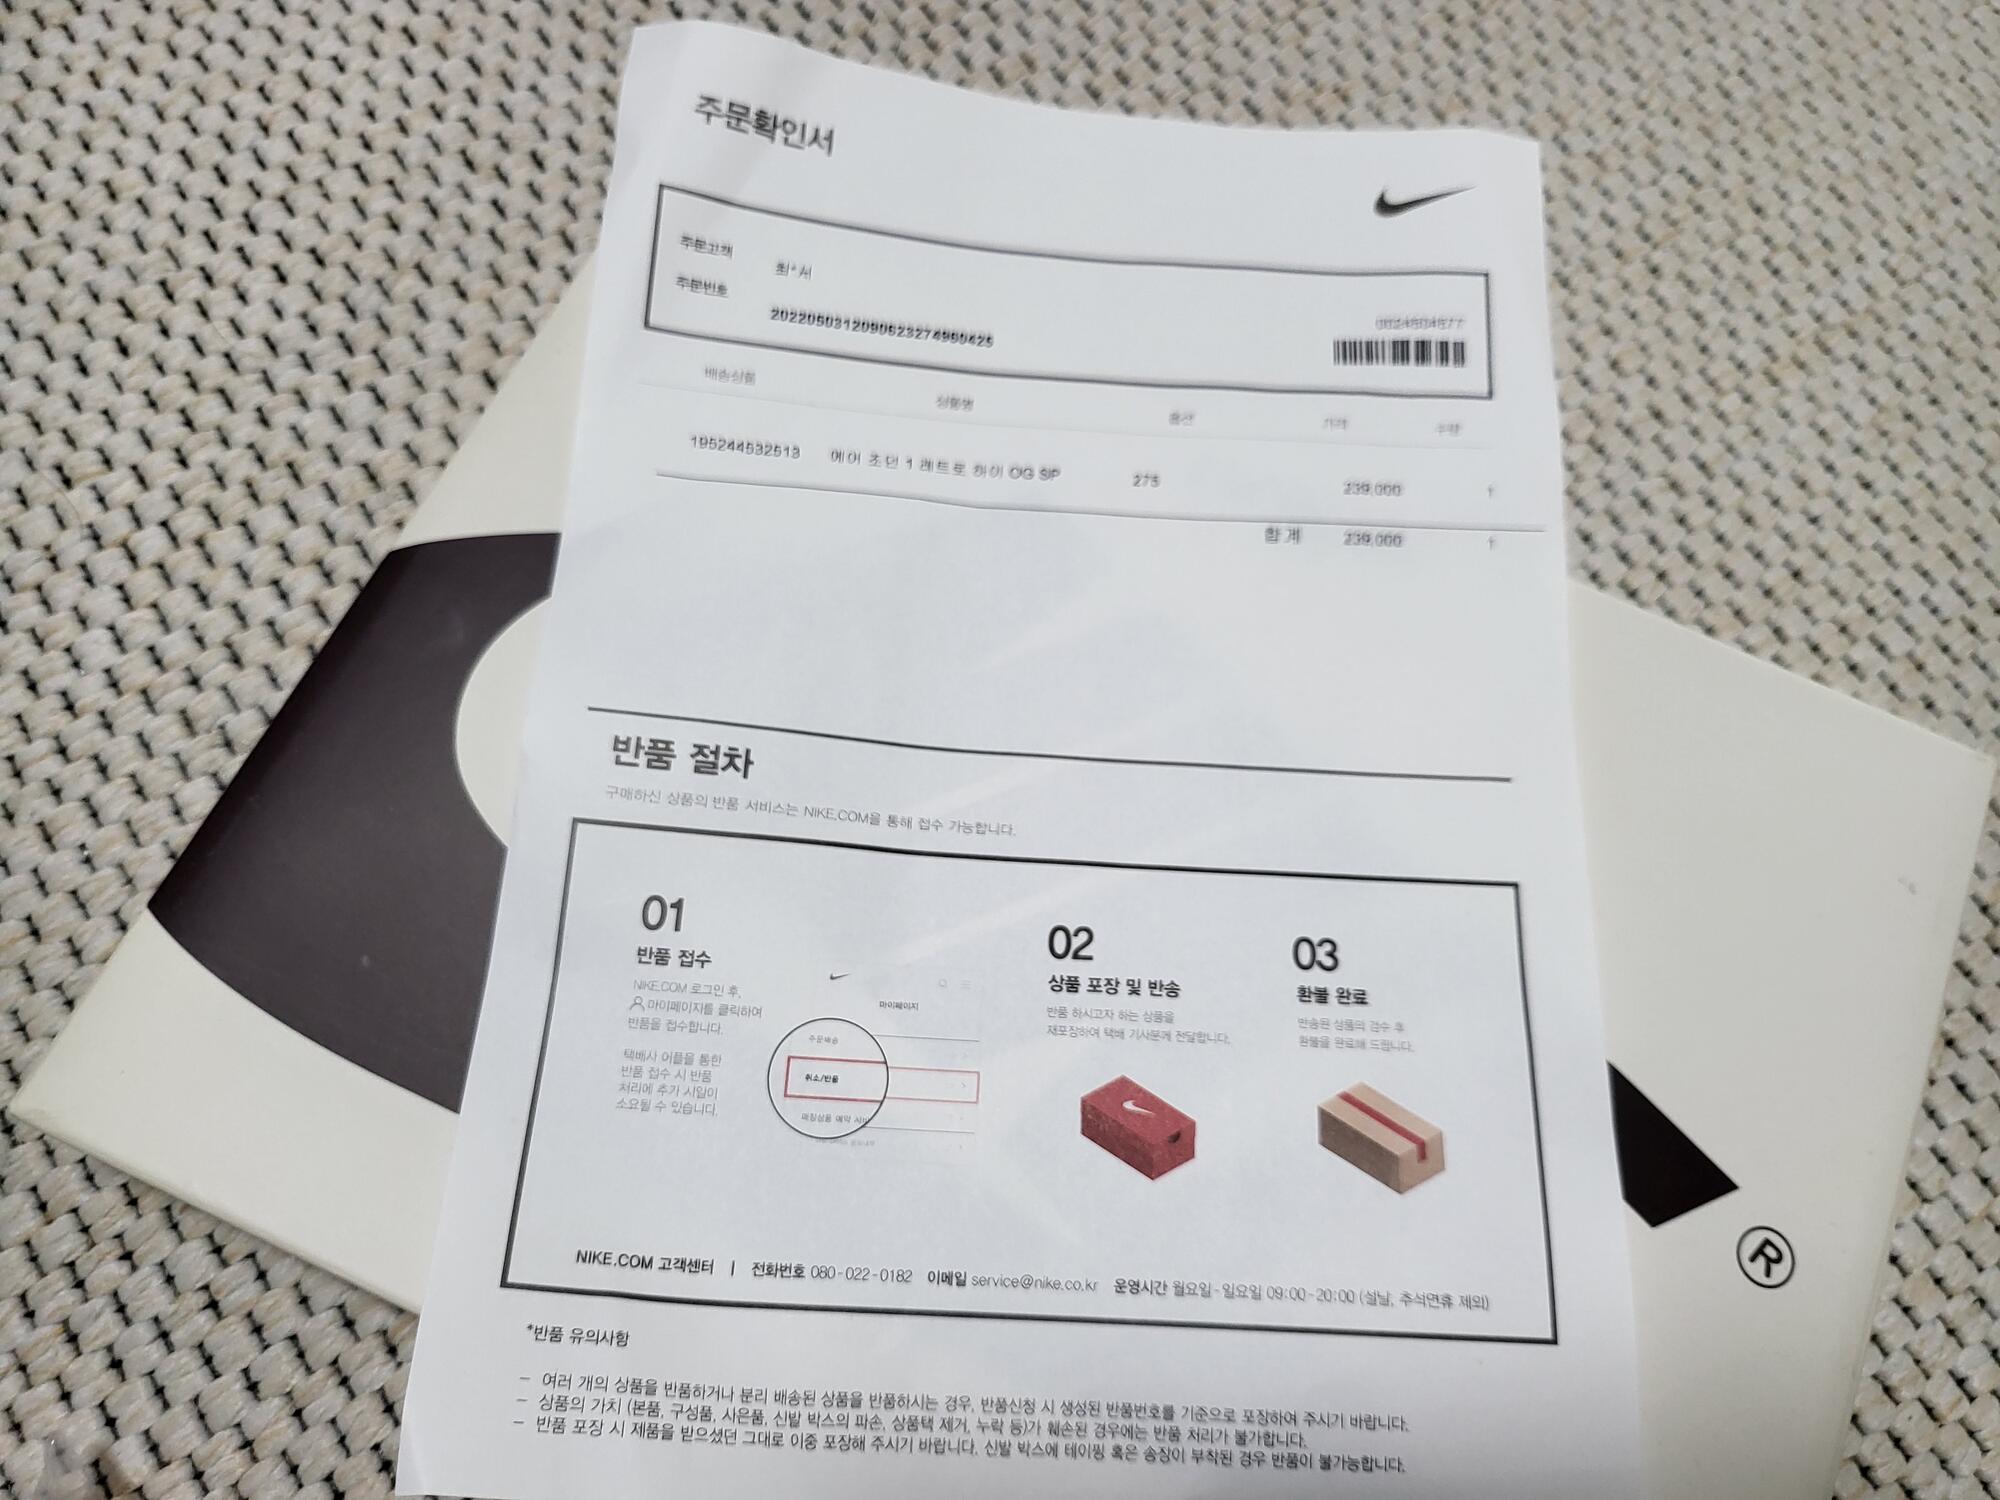 주문확인서
주문고객 최*서
주문번호
배송상품 상품명 옵션 가격 수량
195244532513 에어 조던 1 레트로 하이 OG SP 275 239,000 1
합계 239,000 1
반품 절차
구매하신 상품의 반품 서비스는 NIKE.COM을 통해 접수 가능합니다.
01
반품 접수
NIKE.COM 로그인 후,
마이페이지를 클릭하여
반품을 접수합니다.
택배사 어플을 통한
반품 접수 시 반품
처리에 추가 시일이
소요될 수 있습니다.
마이페이지
주문배송
취소/반품
매장상품 예약 서비
02
상품 포장 및 반송
반품 하시고자 하는 상품을
재포장하여 택배 기사분께 전달합니다.
03
환불 완료
반송된 상품의 검수 후
환불을 완료해 드립니다.
NIKE.COM 고객센터 | 전화번호 080-022-0182 이메일 service@nike.co.kr 운영시간 월요일-일요일 09:00-20:00 (설날, 추석연휴 제외)
*반품 유의사항
- 여러 개의 상품을 반품하거나 분리 배송된 상품을 반품하시는 경우, 반품신청 시 생성된 반품번호를 기준으로 포장하여 주시기 바랍니다.
- 상품의 가치 (본품, 구성품, 사은품, 신발 박스의 파손, 상품택 제거, 누락 등)가 훼손된 경우에는 반품 처리가 불가합니다.
- 반품 포장 시 제품을 받으셨던 그대로 이중 포장해 주시기 바랍니다. 신발 박스에 테이핑 혹은 송장이 부착된 경우 반품이 불가능합니다.
®